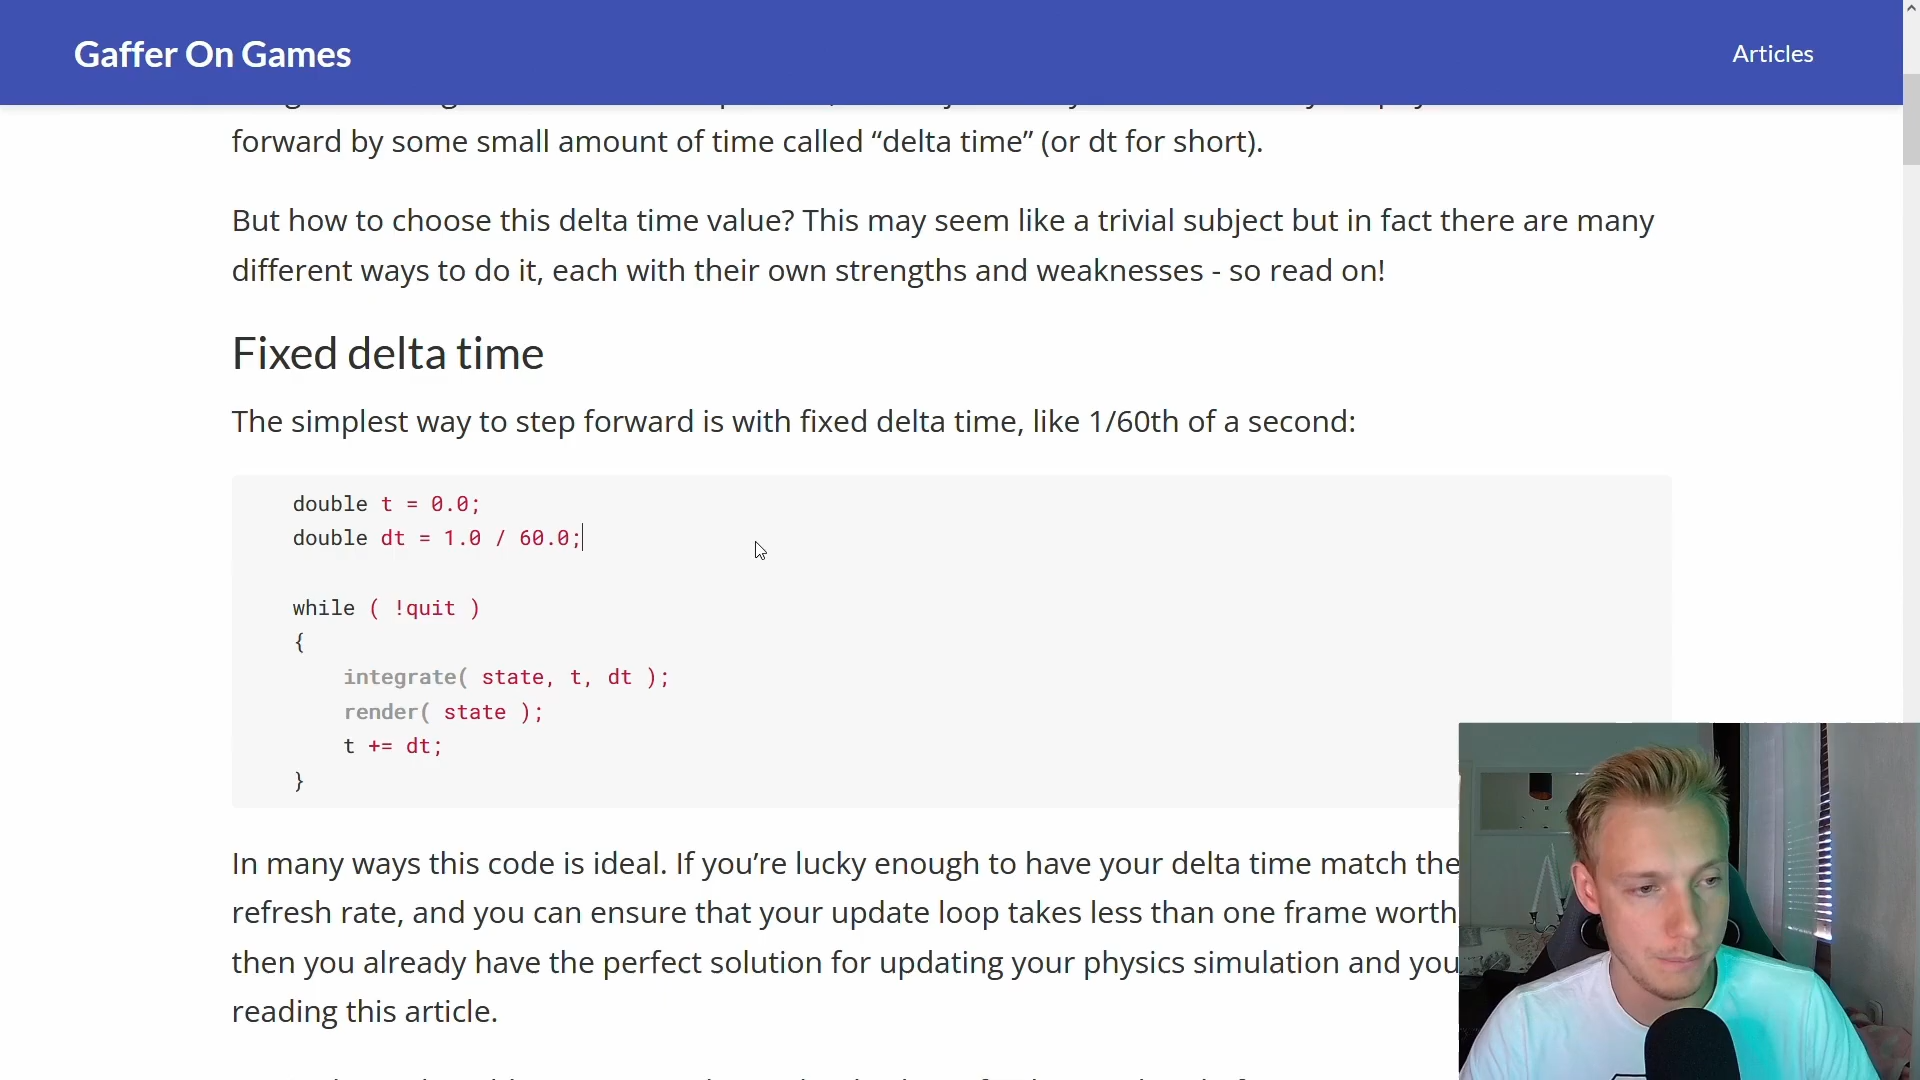 Gaffer On Games
Articles
forward by some small amount of time called “delta time” (or dt for short).
But how to choose this delta time value? This may seem like a trivial subject but in fact there are many
different ways to do it, each with their own strengths and weaknesses - so read on!
Fixed delta time
The simplest way to step forward is with fixed delta time, like 1/60th of a second:
double t = 0.0;
double dt = 1.0 / 60.0;
while ( !quit )
{
integrate( state, t, dt );
render( state );
t += dt;
}
In many ways this code is ideal. If you’re lucky enough to have your delta time match the
refresh rate, and you can ensure that your update loop takes less than one frame worth
then you already have the perfect solution for updating your physics simulation and you
reading this article.